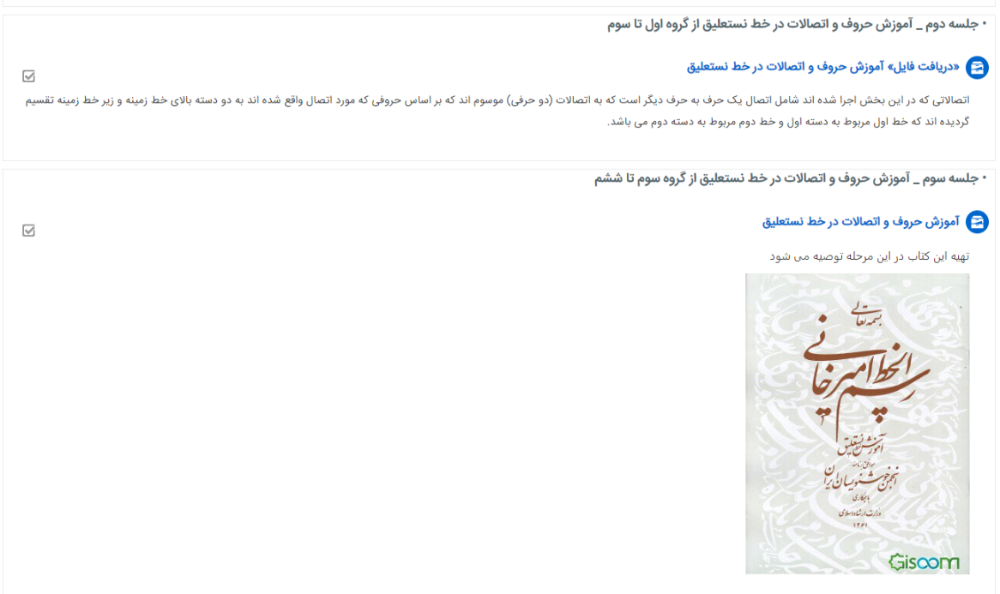 • جلسه دوم _ آموزش حروف و اتصالات در خط نستعلیق از گروه اول تا سوم
«دریافت فایل» آموزش حروف و اتصالات در خط نستعلیق
اتصالاتی که در این بخش اجرا شده اند شامل اتصال یک حرف به حرف دیگر است که به اتصالات (دو حرفی) موسوم اند که بر اساس حروفی که مورد اتصال واقع شده اند به دو دسته بالای خط زمینه و زیر خط زمینه تقسیم
گردیده اند که خط اول مربوط به دسته اول و خط دوم مربوط به دسته دوم می باشد.
• جلسه سوم _ آموزش حروف و اتصالات در خط نستعلیق از گروه سوم تا ششم
آموزش حروف و اتصالات در خط نستعلیق
تهیه این کتاب در این مرحله توصیه می شود
بسمه تعالی
رسم الخط امیرخانی
آموزش نستعلیق
موافق برنامه
انجمن خوشنویسان ایران
باهمکاری
وزارت ارشاد اسلامی
۱۳۶۱
Gisoom